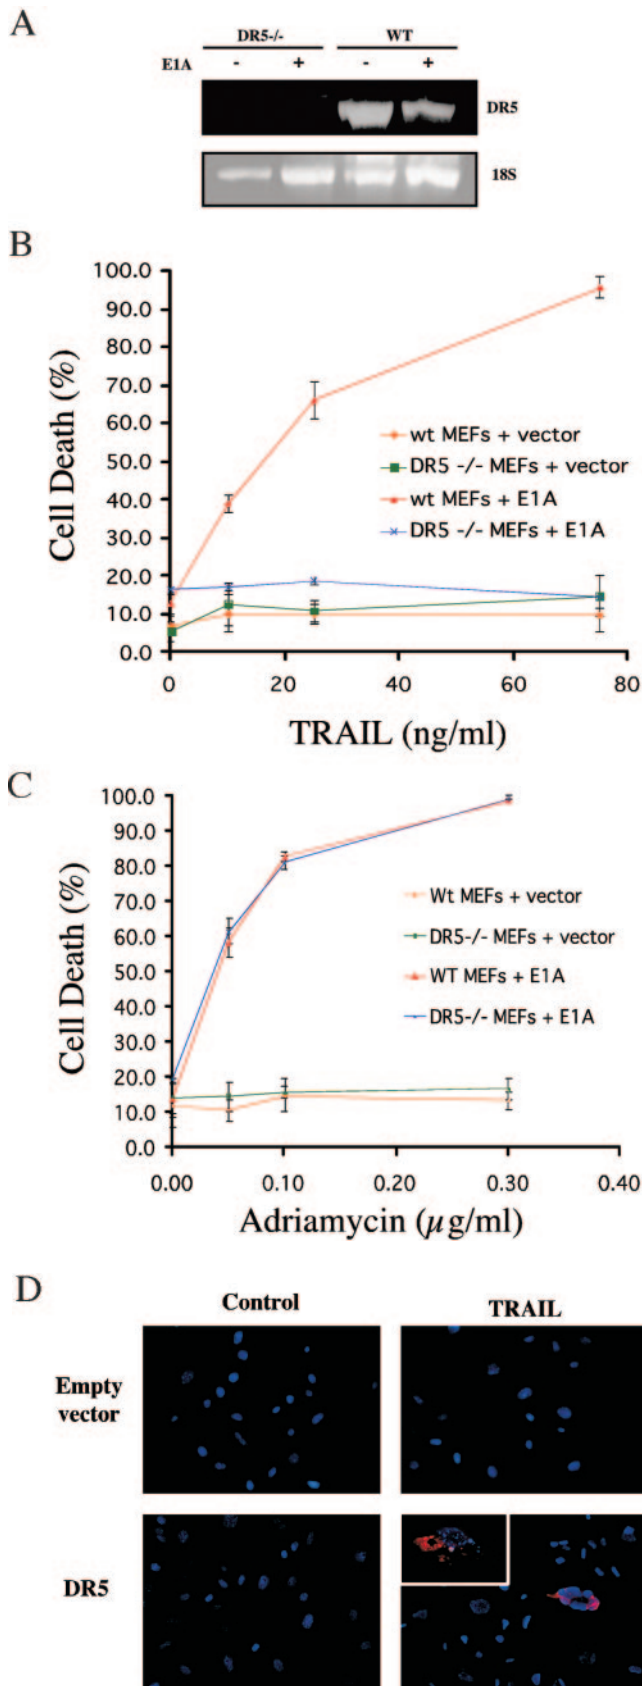 A
DR5-/- WT
E1A - + - +
DR5
18S
B
100.0
90.0
80.0
70.0
60.0
50.0
40.0
30.0
20.0
10.0
0.0
Cell Death (%)
wt MEFs + vector
DR5 -/- MEFs + vector
wt MEFs + E1A
DR5 -/- MEFs + E1A
0 20 40 60 80
TRAIL (ng/ml)
C
100.0
90.0
80.0
70.0
60.0
50.0
40.0
30.0
20.0
10.0
0.0
Cell Death (%)
Wt MEFs + vector
DR5-/- MEFs + vector
WT MEFs + E1A
DR5-/- MEFs + E1A
0.00 0.10 0.20 0.30 0.40
Adriamycin (μg/ml)
D
Control TRAIL
Empty
vector
DR5